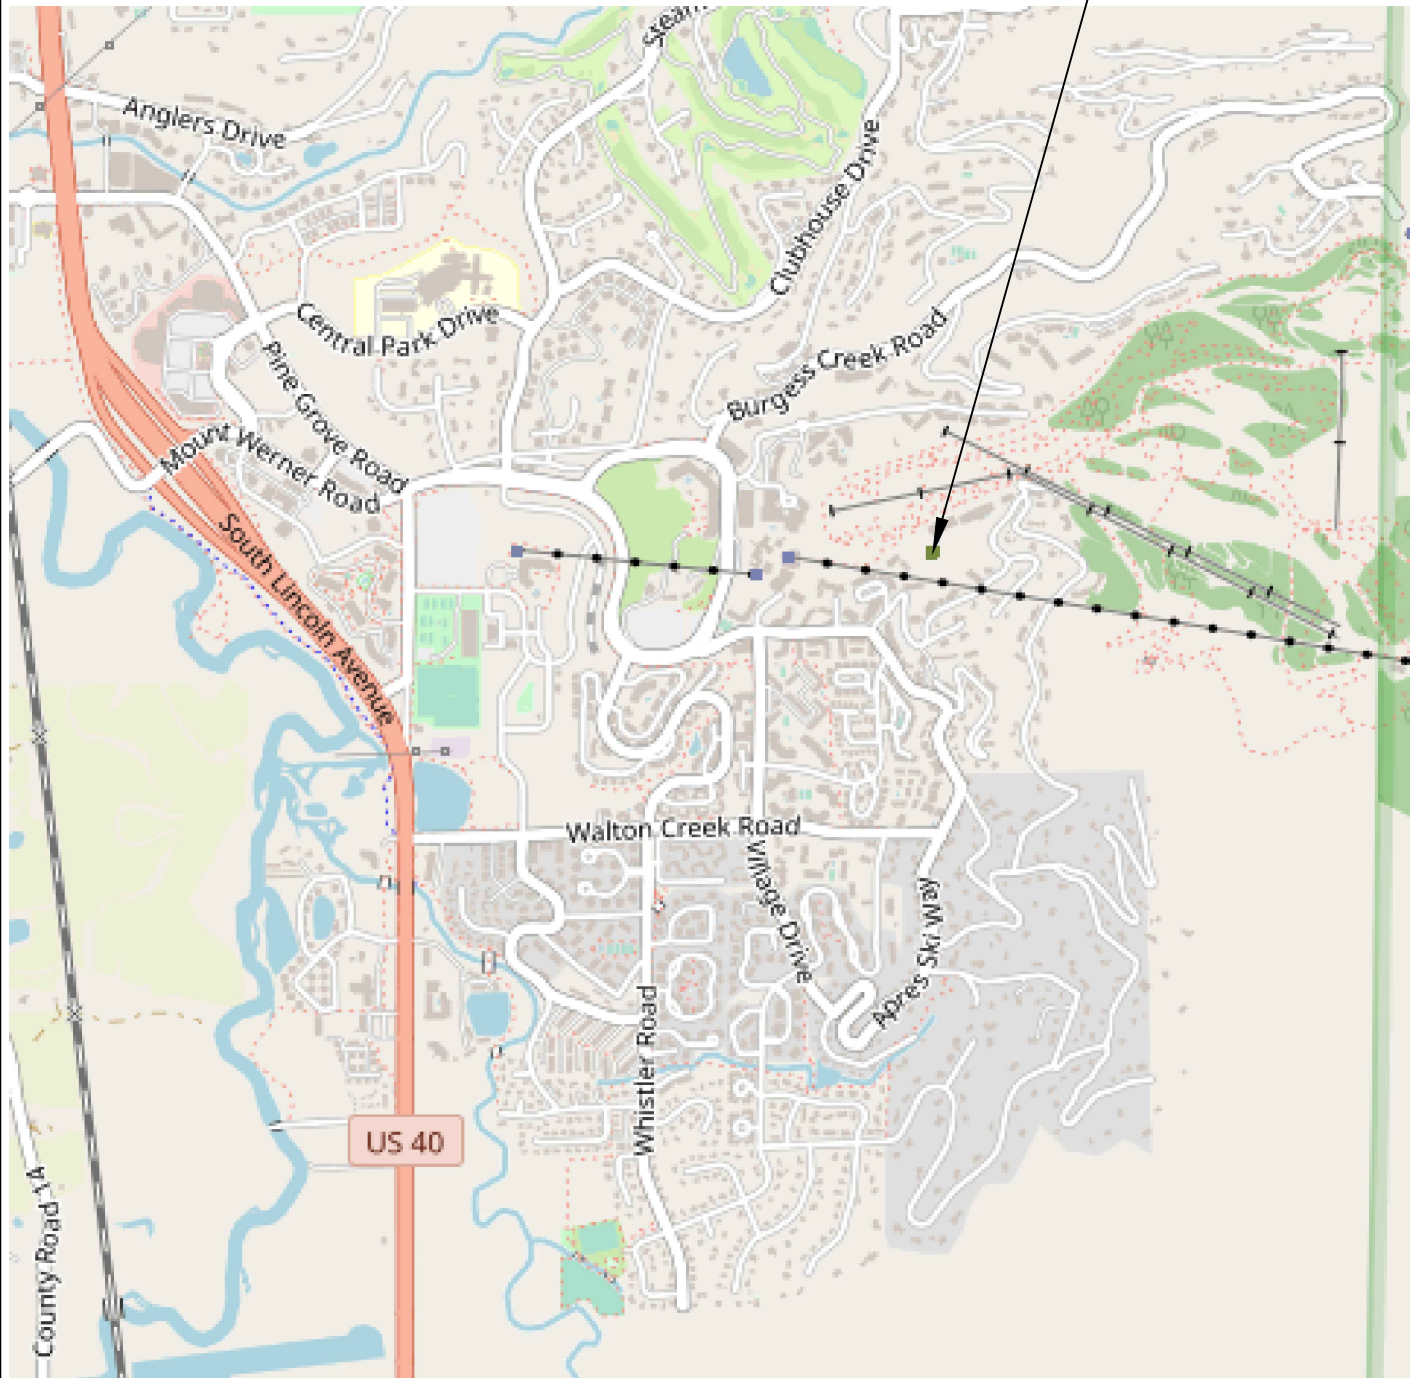 Steam
Anglers Drive
Clubhouse Drive
Central Park Drive
Burgess Creek Road
Pine Grove Road
Mount Werner Road
South Lincoln Avenue
Walton Creek Road
Village Drive
Apres Ski Way
Whistler Road
US 40
County Road 14